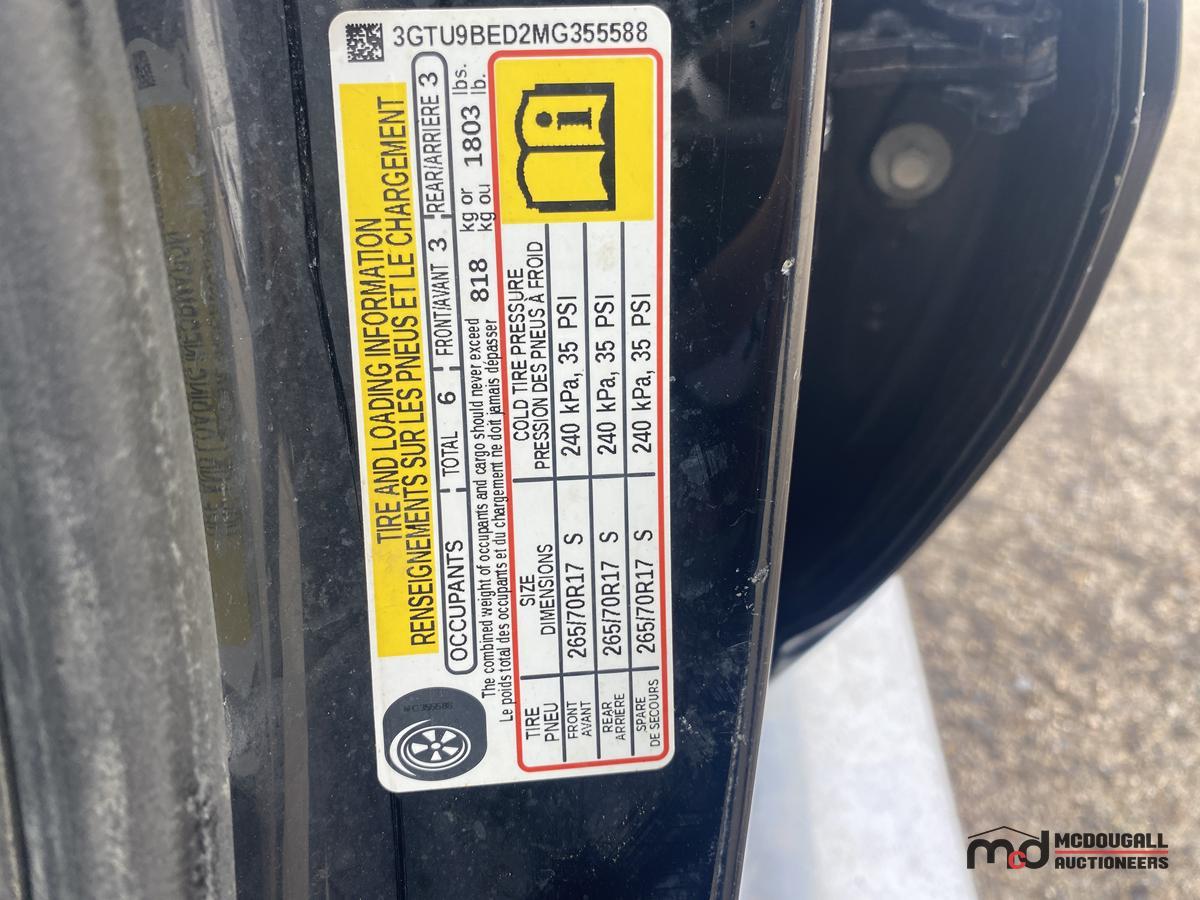 3GTU9BED2MG355588
TIRE AND LOADING INFORMATION
RENSEIGNEMENTS SUR LES PNEUS ET LE CHARGEMENT
OCCUPANTS TOTAL 6 FRONT/AVANT 3 REAR/ARRIÈRE 3
The combined weight of occupants and cargo should never exceed 818 kg or 1803 lbs.
Le poids total des occupants et du chargement ne doit jamais dépasser kg ou lb.
TIRE SIZE COLD TIRE PRESSURE
PNEU DIMENSIONS PRESSION DES PNEUS À FROID
FRONT 265/70R17 S 240 kPa, 35 PSI
AVANT
REAR 265/70R17 S 240 kPa, 35 PSI
ARRIÈRE
SPARE 265/70R17 S 240 kPa, 35 PSI
DE SECOURS
i
mcd MCDOUGALL
AUCTIONEERS